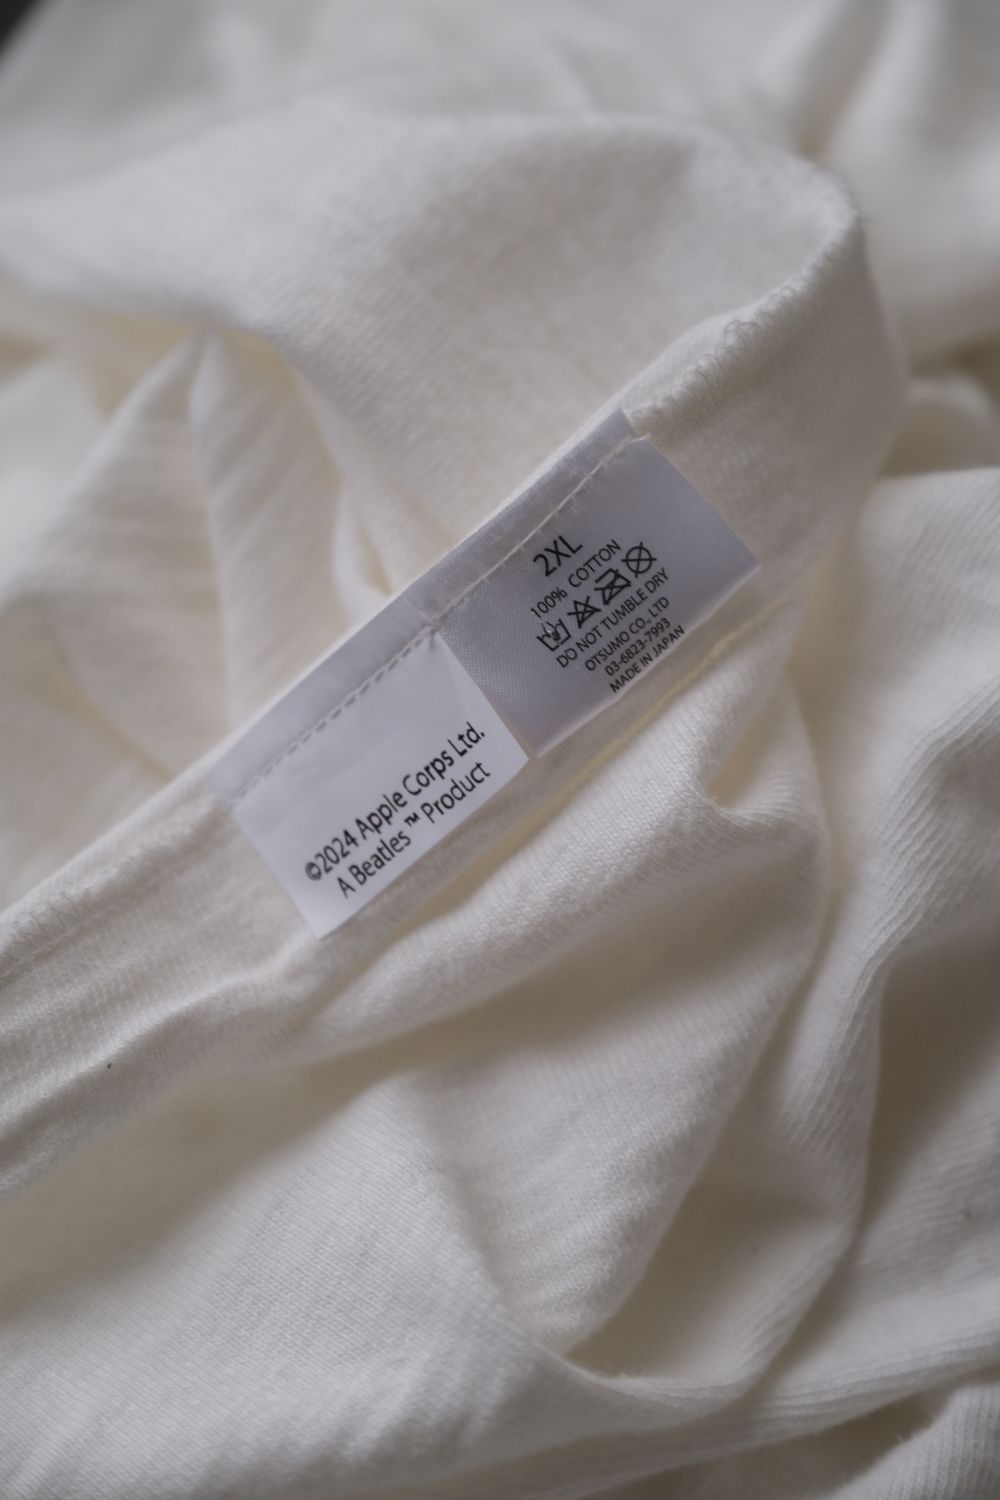 2XL
100% COTTON
DO NOT TUMBLE DRY
OTSUMO CO., LTD
03-6823-7993
MADE IN JAPAN
©2024 Apple Corps Ltd.
A Beatles™ Product